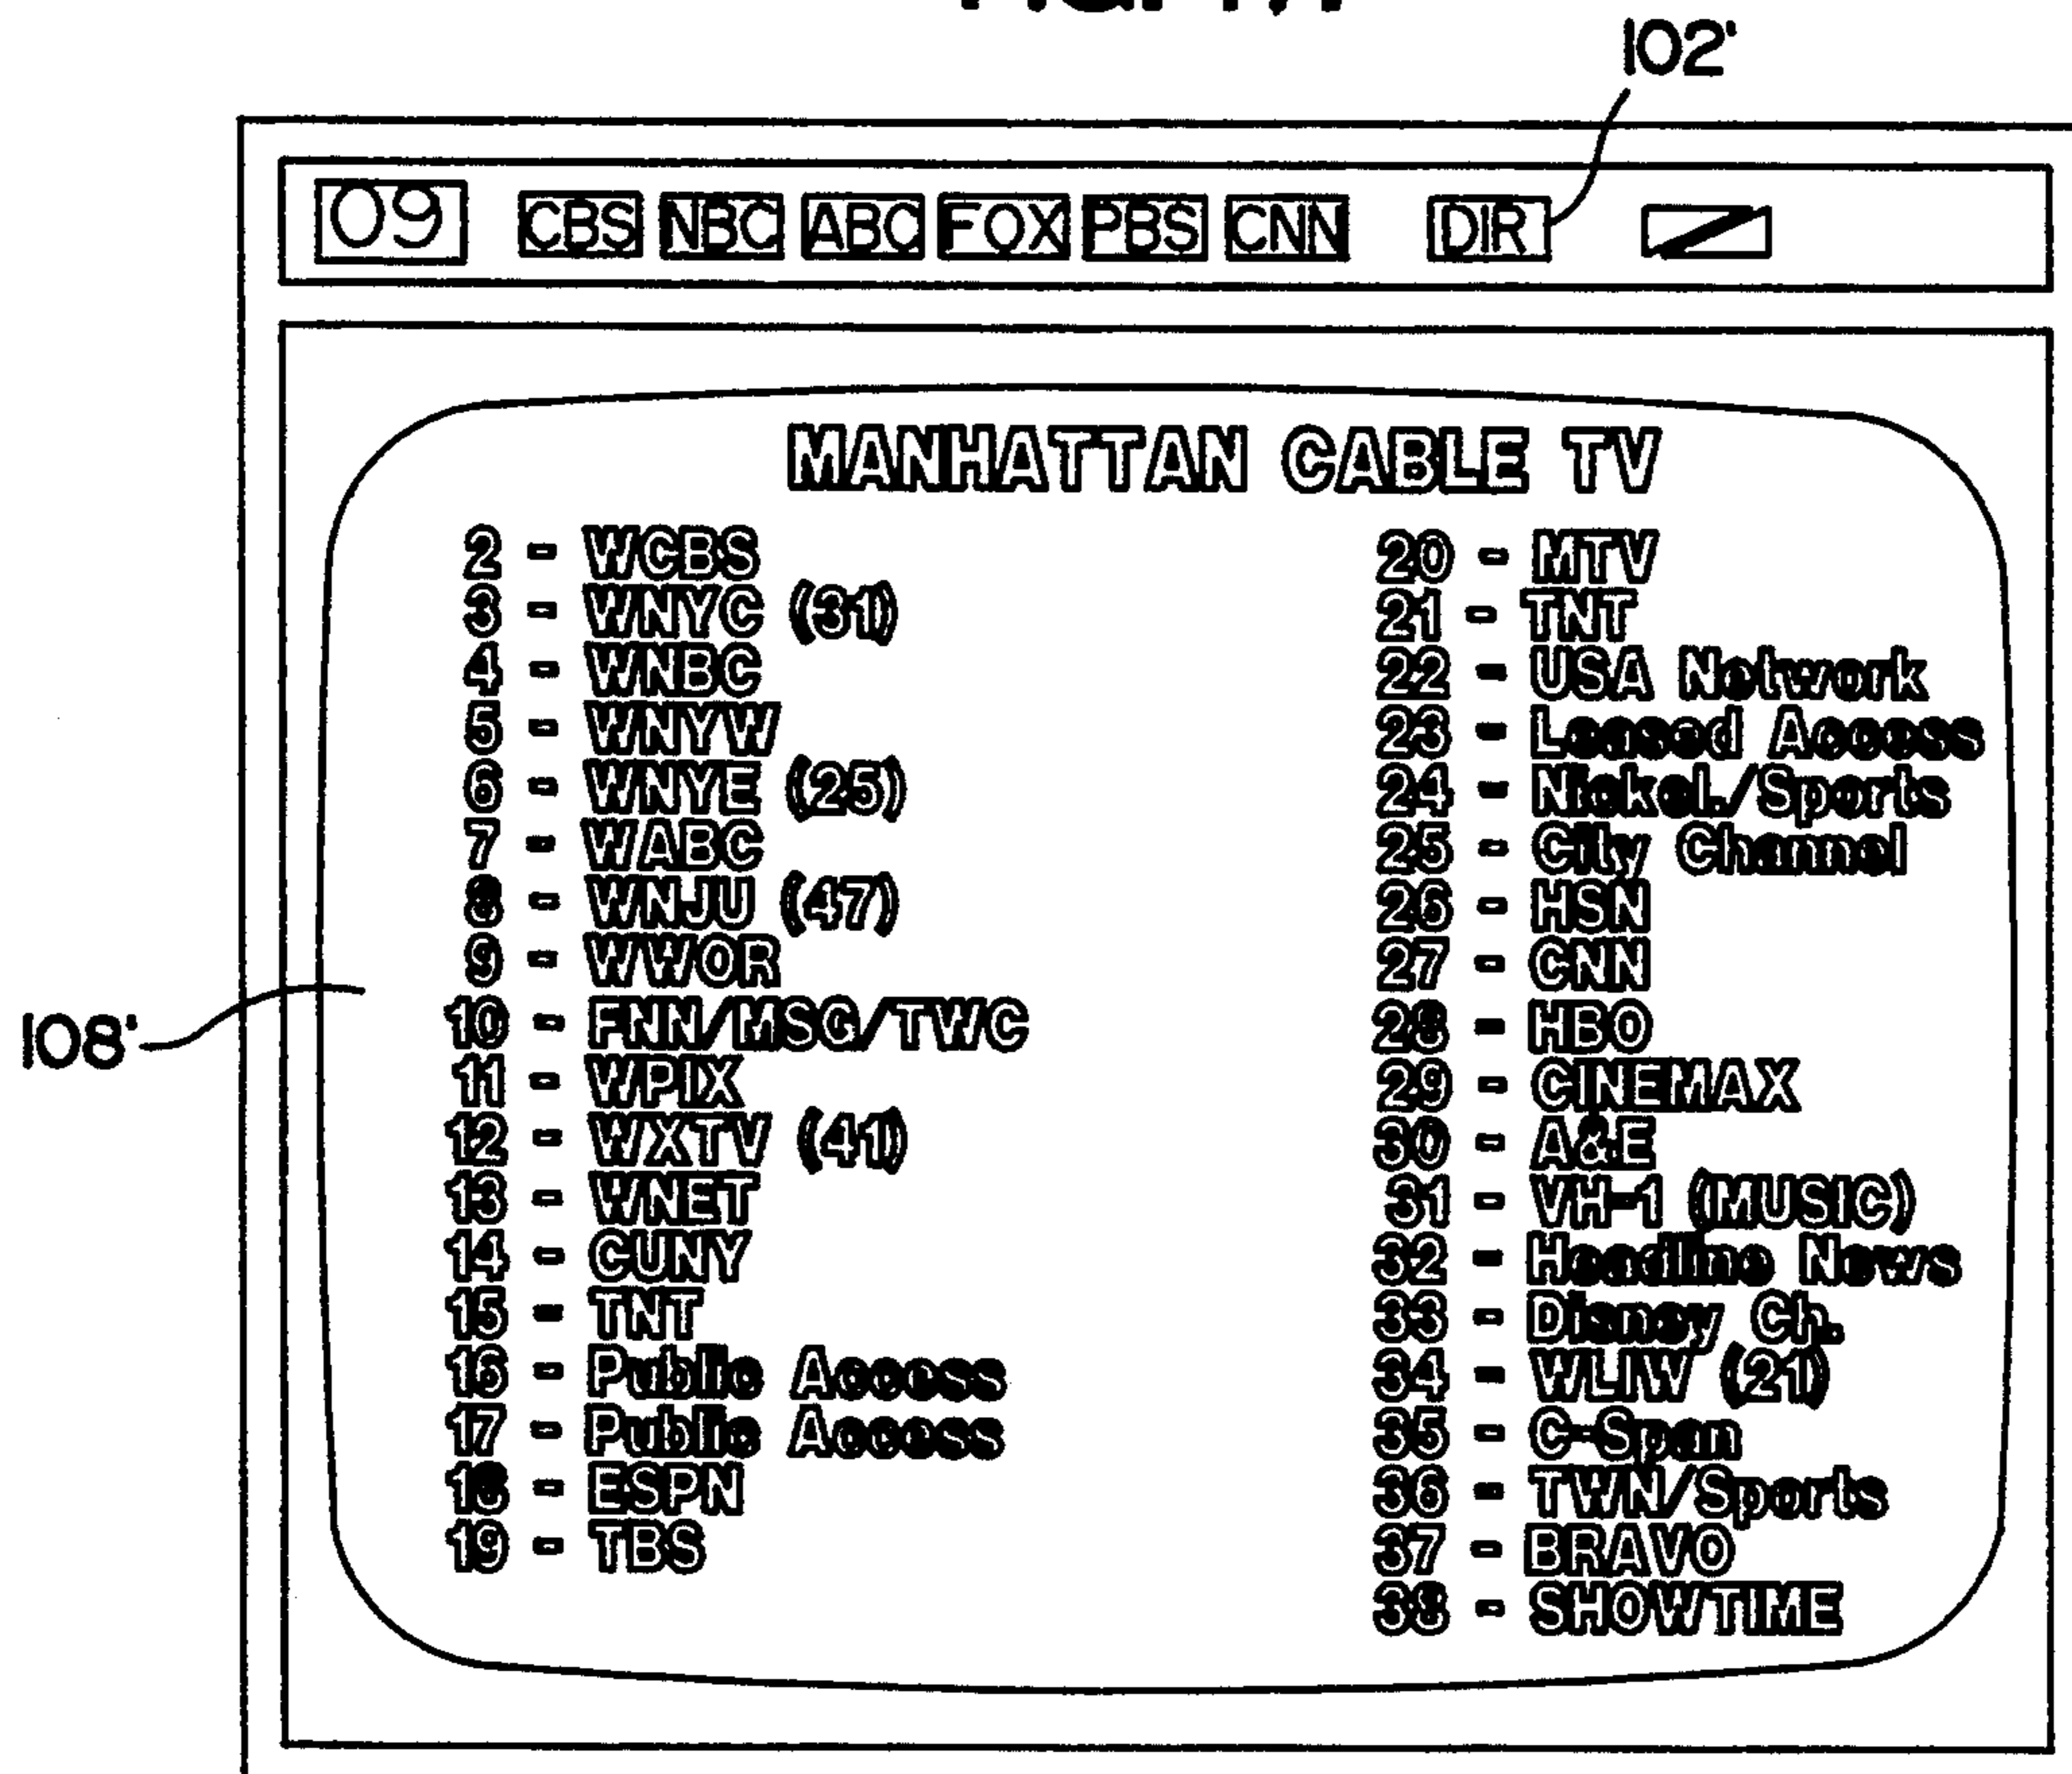 102'
09 CBS NBC ABC FOX PBS CNN DIR
MANHATTAN CABLE TV
2 - WCBS
3 - WNYC (31)
4 - WNBC
5 - WNYW
6 - WNYE (25)
7 - WABC
8 - WNJU (47)
9 - WWOR
10 - FNN/MSG/TWC
11 - WPIX
12 - WXTV (41)
13 - WNET
14 - CUNY
15 - TNT
16 - Public Access
17 - Public Access
18 - ESPN
19 - TBS
20 - MTV
21 - TNT
22 - USA Network
23 - Leased Access
24 - Nickel./Sports
25 - City Channel
26 - HSN
27 - CNN
28 - HBO
29 - CINEMAX
30 - A&E
31 - VH-1 (MUSIC)
32 - Headline News
33 - Disney Ch.
34 - WLIW (21)
35 - C-Span
36 - TWN/Sports
37 - BRAVO
38 - SHOWTIME
108'